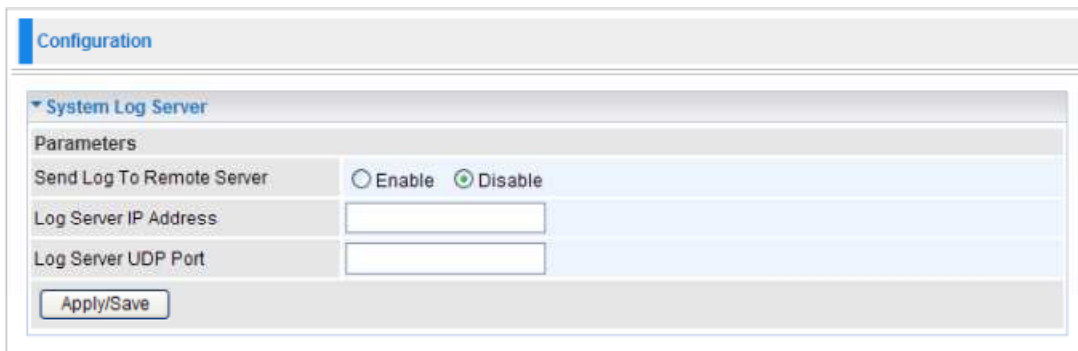 Configuration
System Log Server
Parameters
Send Log To Remote Server Enable Disable
Log Server IP Address
Log Server UDP Port
Apply/Save